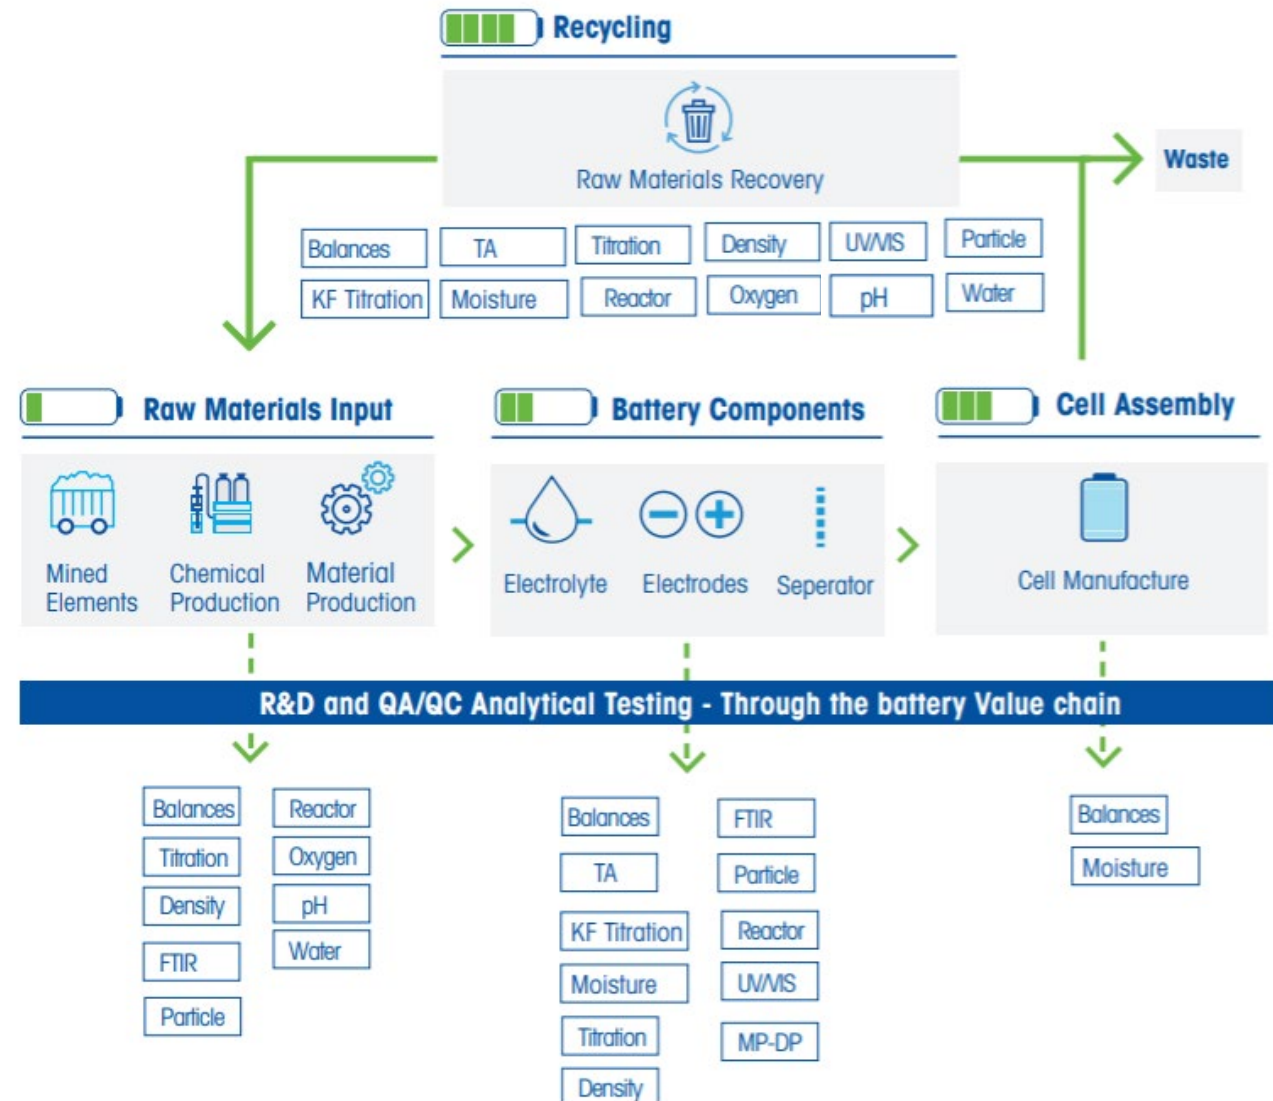 Recycling
Raw Materials Recovery
Waste
Balances
TA
Titration
Density
UV/VIS
Particle
KF Titration
Moisture
Reactor
Oxygen
pH
Water
Raw Materials Input
Battery Components
Cell Assembly
Mined
Elements
Chemical
Production
Material
Production
Electrolyte
Electrodes
Seperator
Cell Manufacture
R&D and QA/QC Analytical Testing - Through the battery Value chain
Balances
Titration
Density
FTIR
Particle
Reactor
Oxygen
pH
Water
Balances
TA
KF Titration
Moisture
Titration
Density
FTIR
Particle
Reactor
UV/VIS
MP-DP
Balances
Moisture